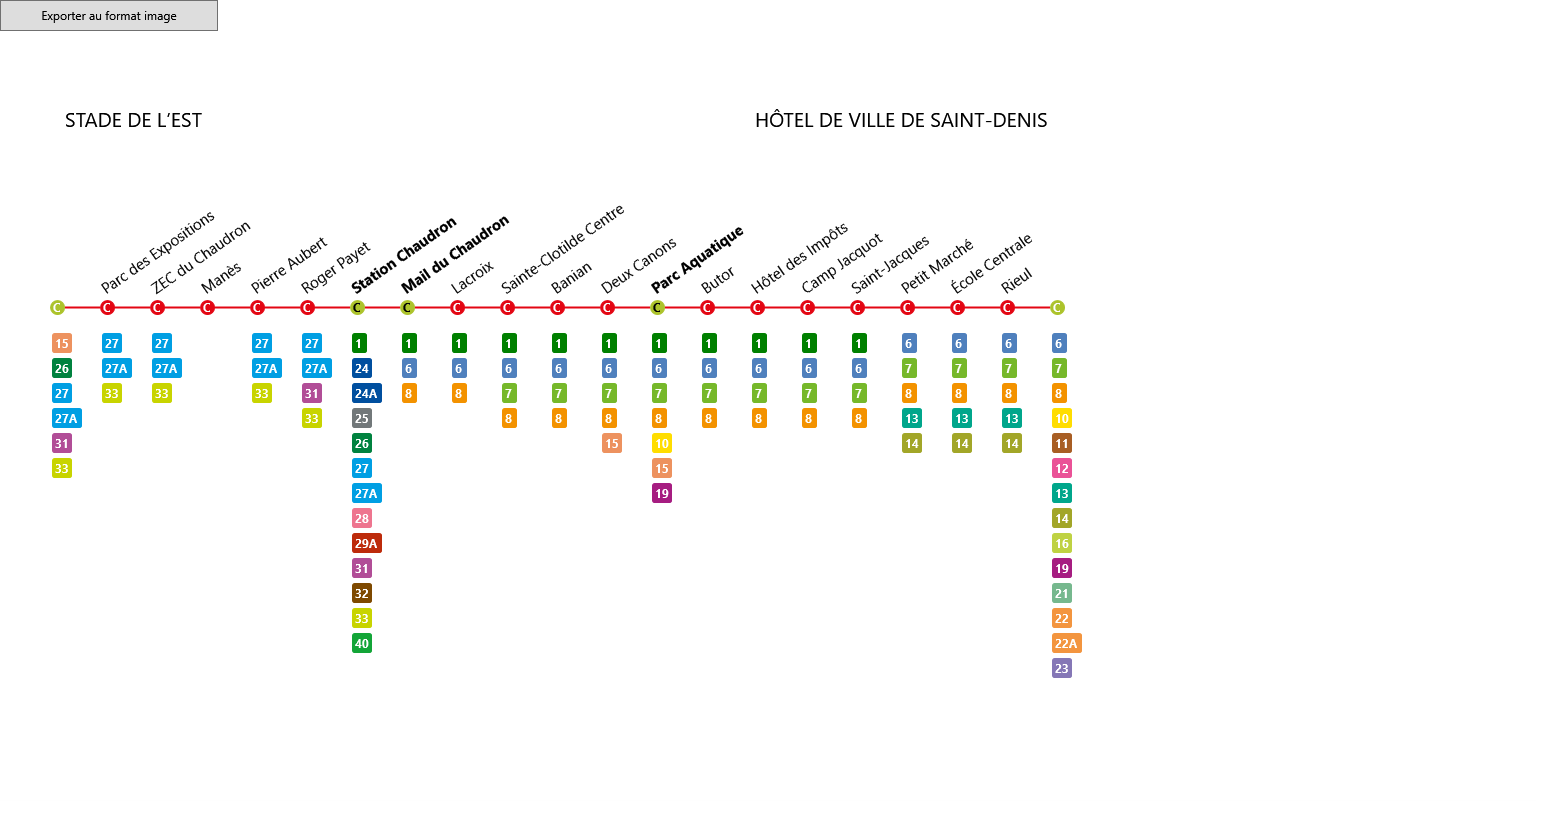 Exporter au format image
STADE DE L’EST
HÔTEL DE VILLE DE SAINT-DENIS
Parc des Expositions
ZEC du Chaudron
Manès
Pierre Aubert
Roger Payet
Station Chaudron
Mail du Chaudron
Lacroix
Sainte-Clotilde Centre
Banian
Deux Canons
Parc Aquatique
Butor
Hôtel des Impôts
Camp Jacquot
Saint-Jacques
Petit Marché
École Centrale
Rieul
C C C C C C C C C C C C C C C C C C C C C
15 27 27 27 27 1 1 1 1 1 1 1 1 1 1 1 6 6 6 6
26 27A 27A 27A 27A 24 6 6 6 6 6 6 6 6 6 6 7 7 7 7
27 33 33 33 31 24A 8 8 7 7 7 7 7 7 7 7 8 8 8 8
27A 33 25 8 8 8 8 8 8 8 8 13 13 13 10
31 26 15 10 14 14 14 11
33 27 15 12
27A 19 13
28 14
29A 16
31 19
32 21
33 22
40 22A
23